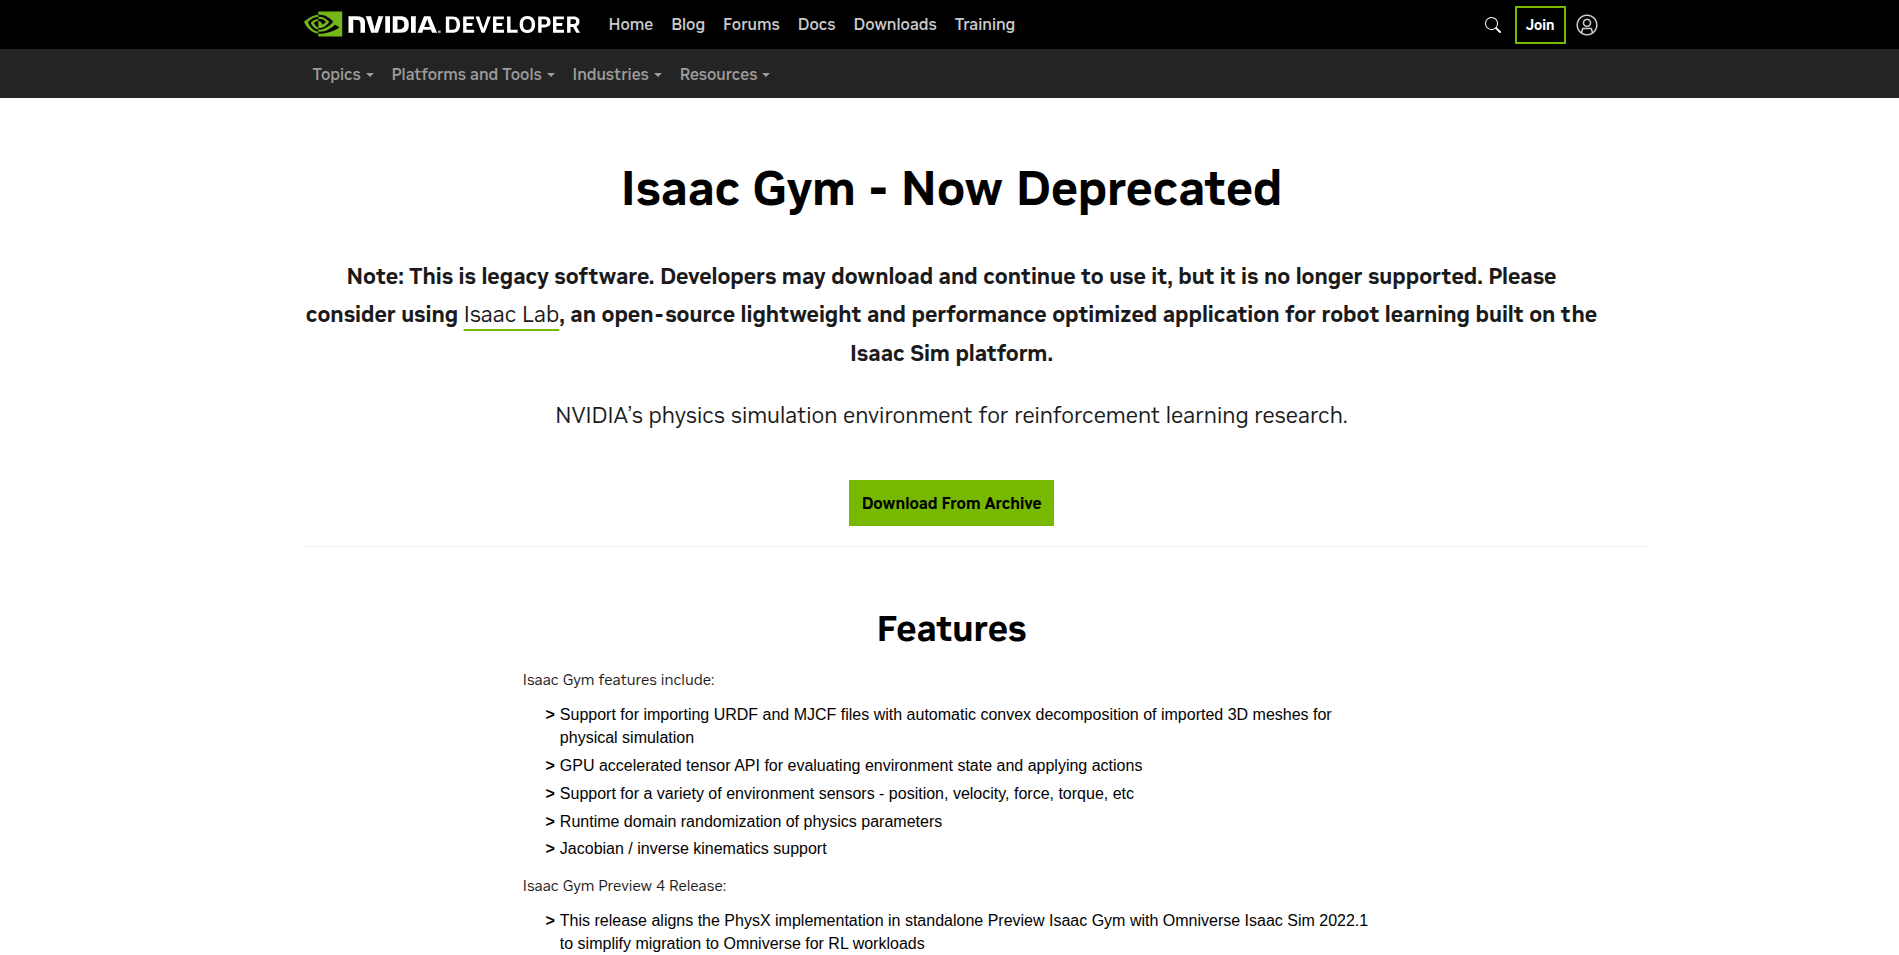 NVIDIA. DEVELOPER Home Blog Forums Docs Downloads Training Join
Topics Platforms and Tools Industries Resources
Isaac Gym - Now Deprecated
Note: This is legacy software. Developers may download and continue to use it, but it is no longer supported. Please
consider using Isaac Lab, an open-source lightweight and performance optimized application for robot learning built on the
Isaac Sim platform.
NVIDIA’s physics simulation environment for reinforcement learning research.
Download From Archive
Features
Isaac Gym features include:
> Support for importing URDF and MJCF files with automatic convex decomposition of imported 3D meshes for
physical simulation
> GPU accelerated tensor API for evaluating environment state and applying actions
> Support for a variety of environment sensors - position, velocity, force, torque, etc
> Runtime domain randomization of physics parameters
> Jacobian / inverse kinematics support
Isaac Gym Preview 4 Release:
> This release aligns the PhysX implementation in standalone Preview Isaac Gym with Omniverse Isaac Sim 2022.1
to simplify migration to Omniverse for RL workloads